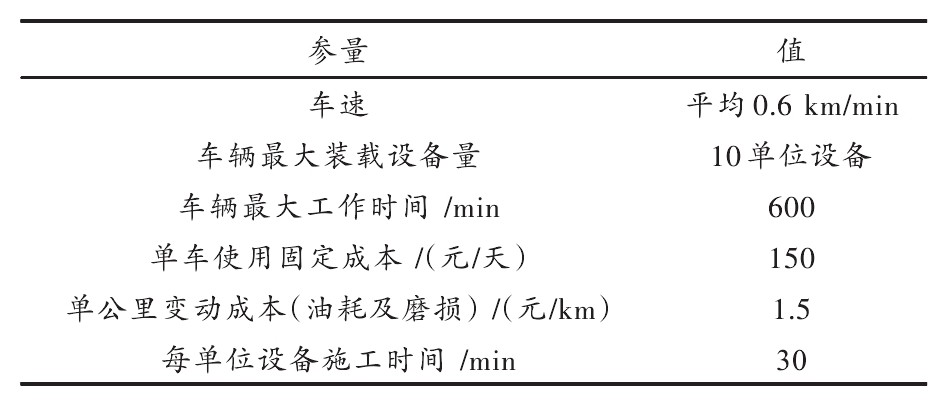 参量 值
车速 平均0.6 km/min
车辆最大装载设备量 10单位设备
车辆最大工作时间 /min 600
单车使用固定成本 /(元/天) 150
单公里变动成本(油耗及磨损) /(元/km) 1.5
每单位设备施工时间 /min 30